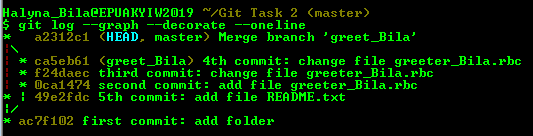 Halyna_Bila@EPUAKYIW2019 ~/Git Task 2 (master)
$ git log --graph --decorate --oneline
*   a2312c1 (HEAD, master) Merge branch 'greet_Bila'
|\
| * ca5eb61 (greet_Bila) 4th commit: change file greeter_Bila.rbc
| * f24daec third commit: change file greeter_Bila.rbc
| * 0ca1474 second commit: add file greeter_Bila.rbc
* | 49e2fdc 5th commit: add file README.txt
|/
* ac7f102 first commit: add folder